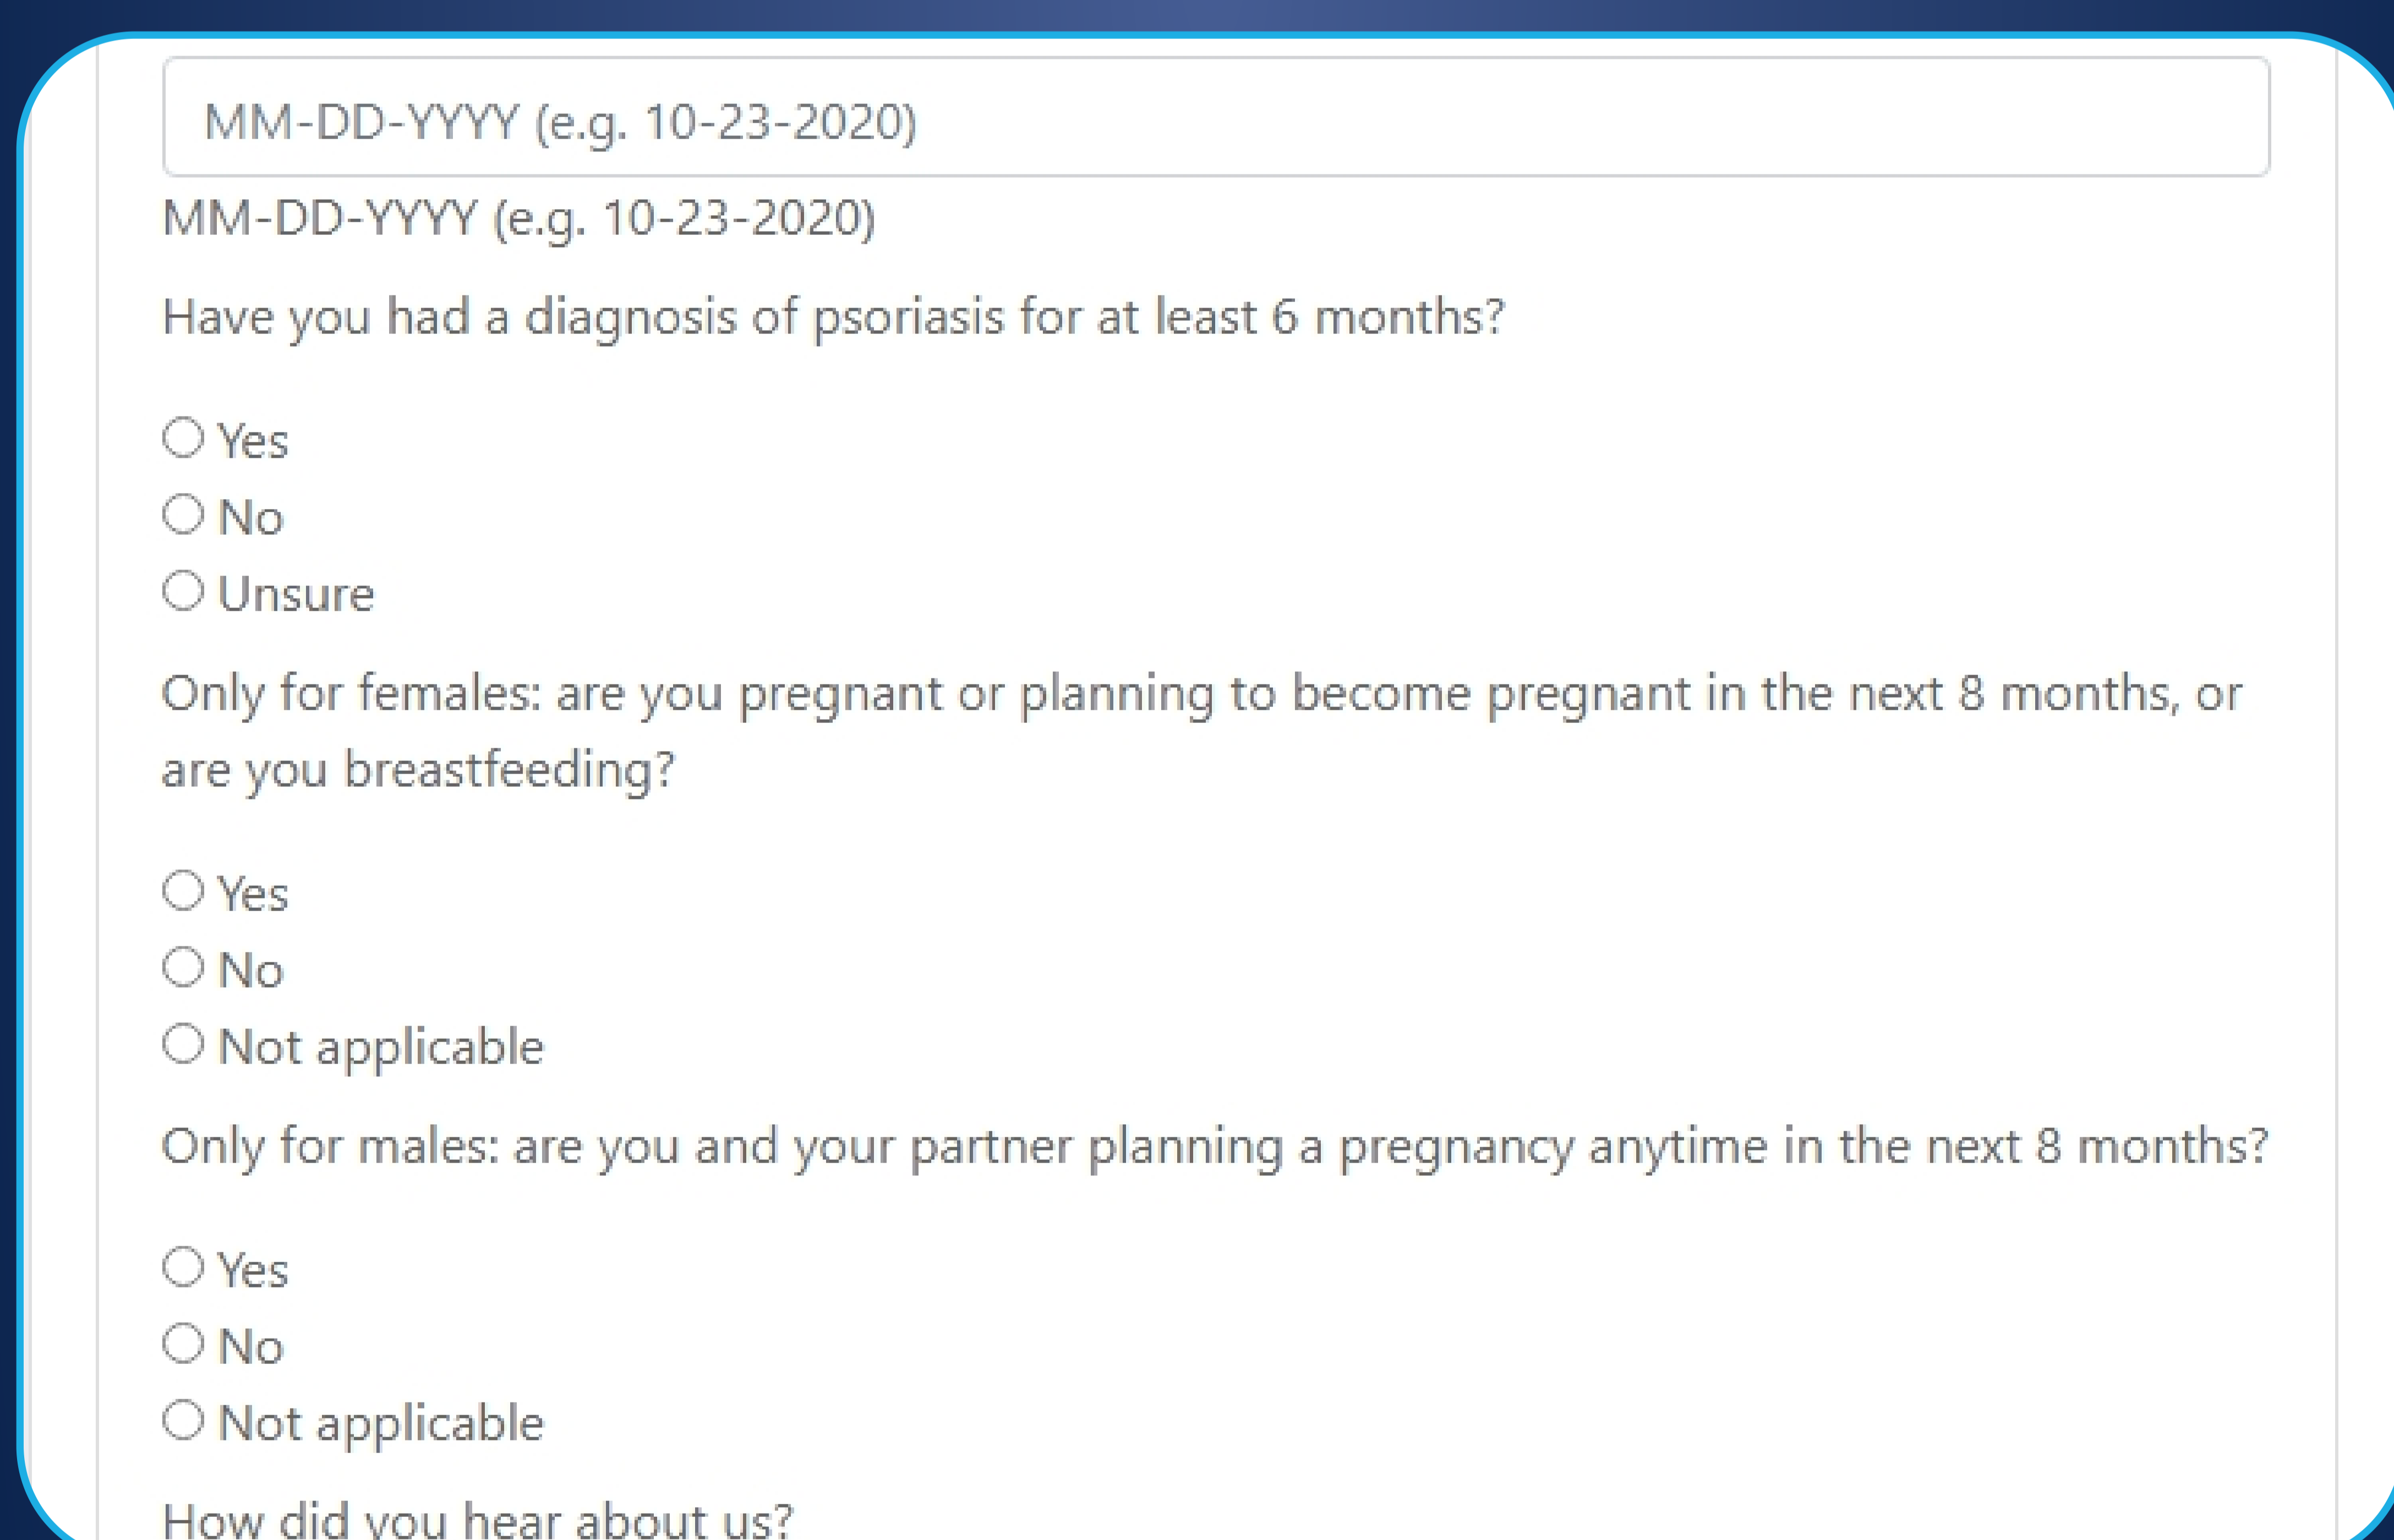 MM-DD-YYYY (e.g. 10-23-2020)
MM-DD-YYYY (e.g. 10-23-2020)
Have you had a diagnosis of psoriasis for at least 6 months?
Yes
No
Unsure
Only for females: are you pregnant or planning to become pregnant in the next 8 months, or
are you breastfeeding?
Yes
No
Not applicable
Only for males: are you and your partner planning a pregnancy anytime in the next 8 months?
Yes
No
Not applicable
How did you hear about us?